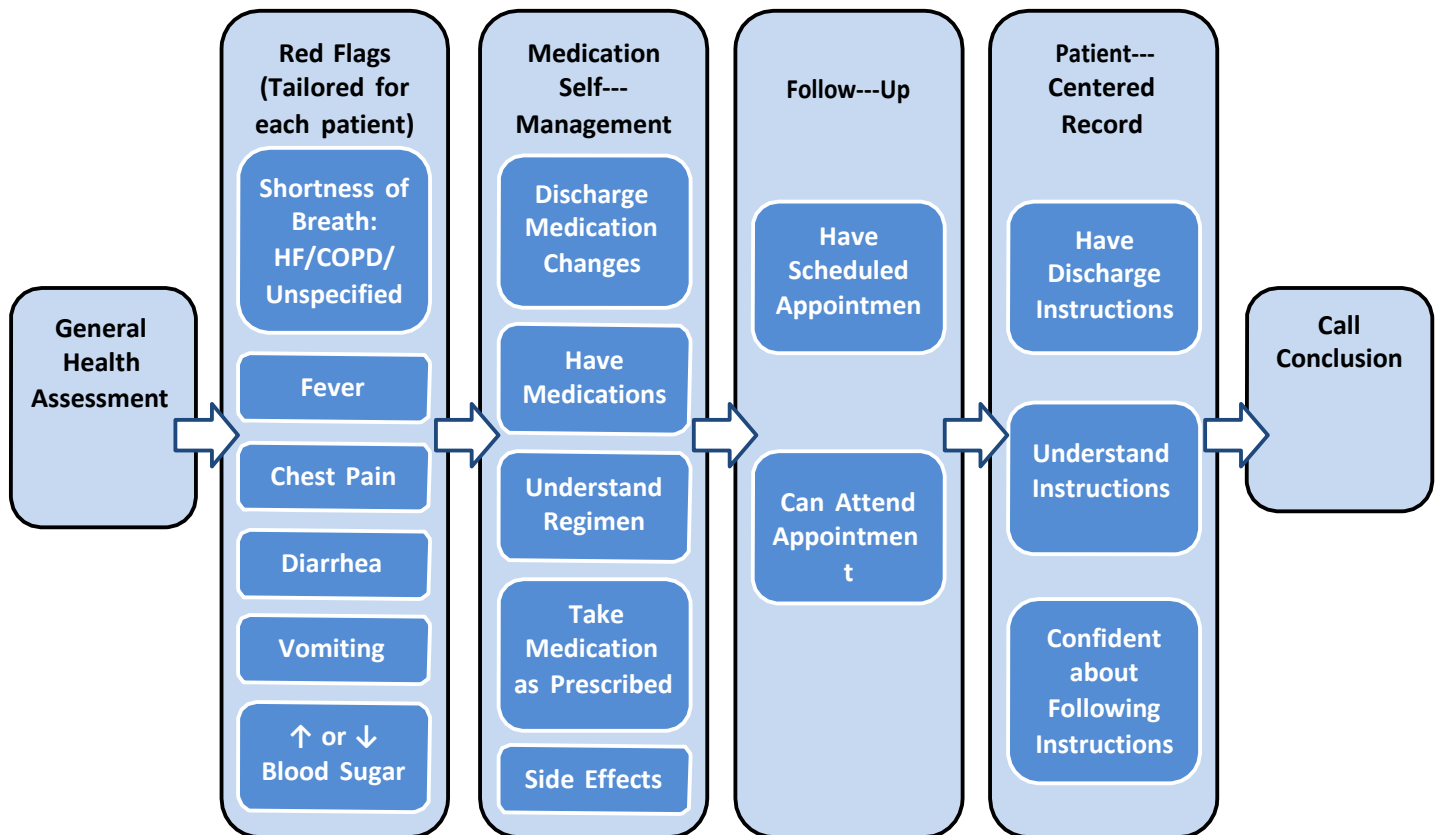 General
Health
Assessment
Red Flags
(Tailored for
each patient)
Shortness of
Breath:
HF/COPD/
Unspecified
Fever
Chest Pain
Diarrhea
Vomiting
↑ or ↓
Blood Sugar
Medication
Self---
Management
Discharge
Medication
Changes
Have
Medications
Understand
Regimen
Take
Medication
as Prescribed
Side Effects
Follow---Up
Have
Scheduled
Appointmen
Can Attend
Appointmen
t
Patient---
Centered
Record
Have
Discharge
Instructions
Understand
Instructions
Confident
about
Following
Instructions
Call
Conclusion